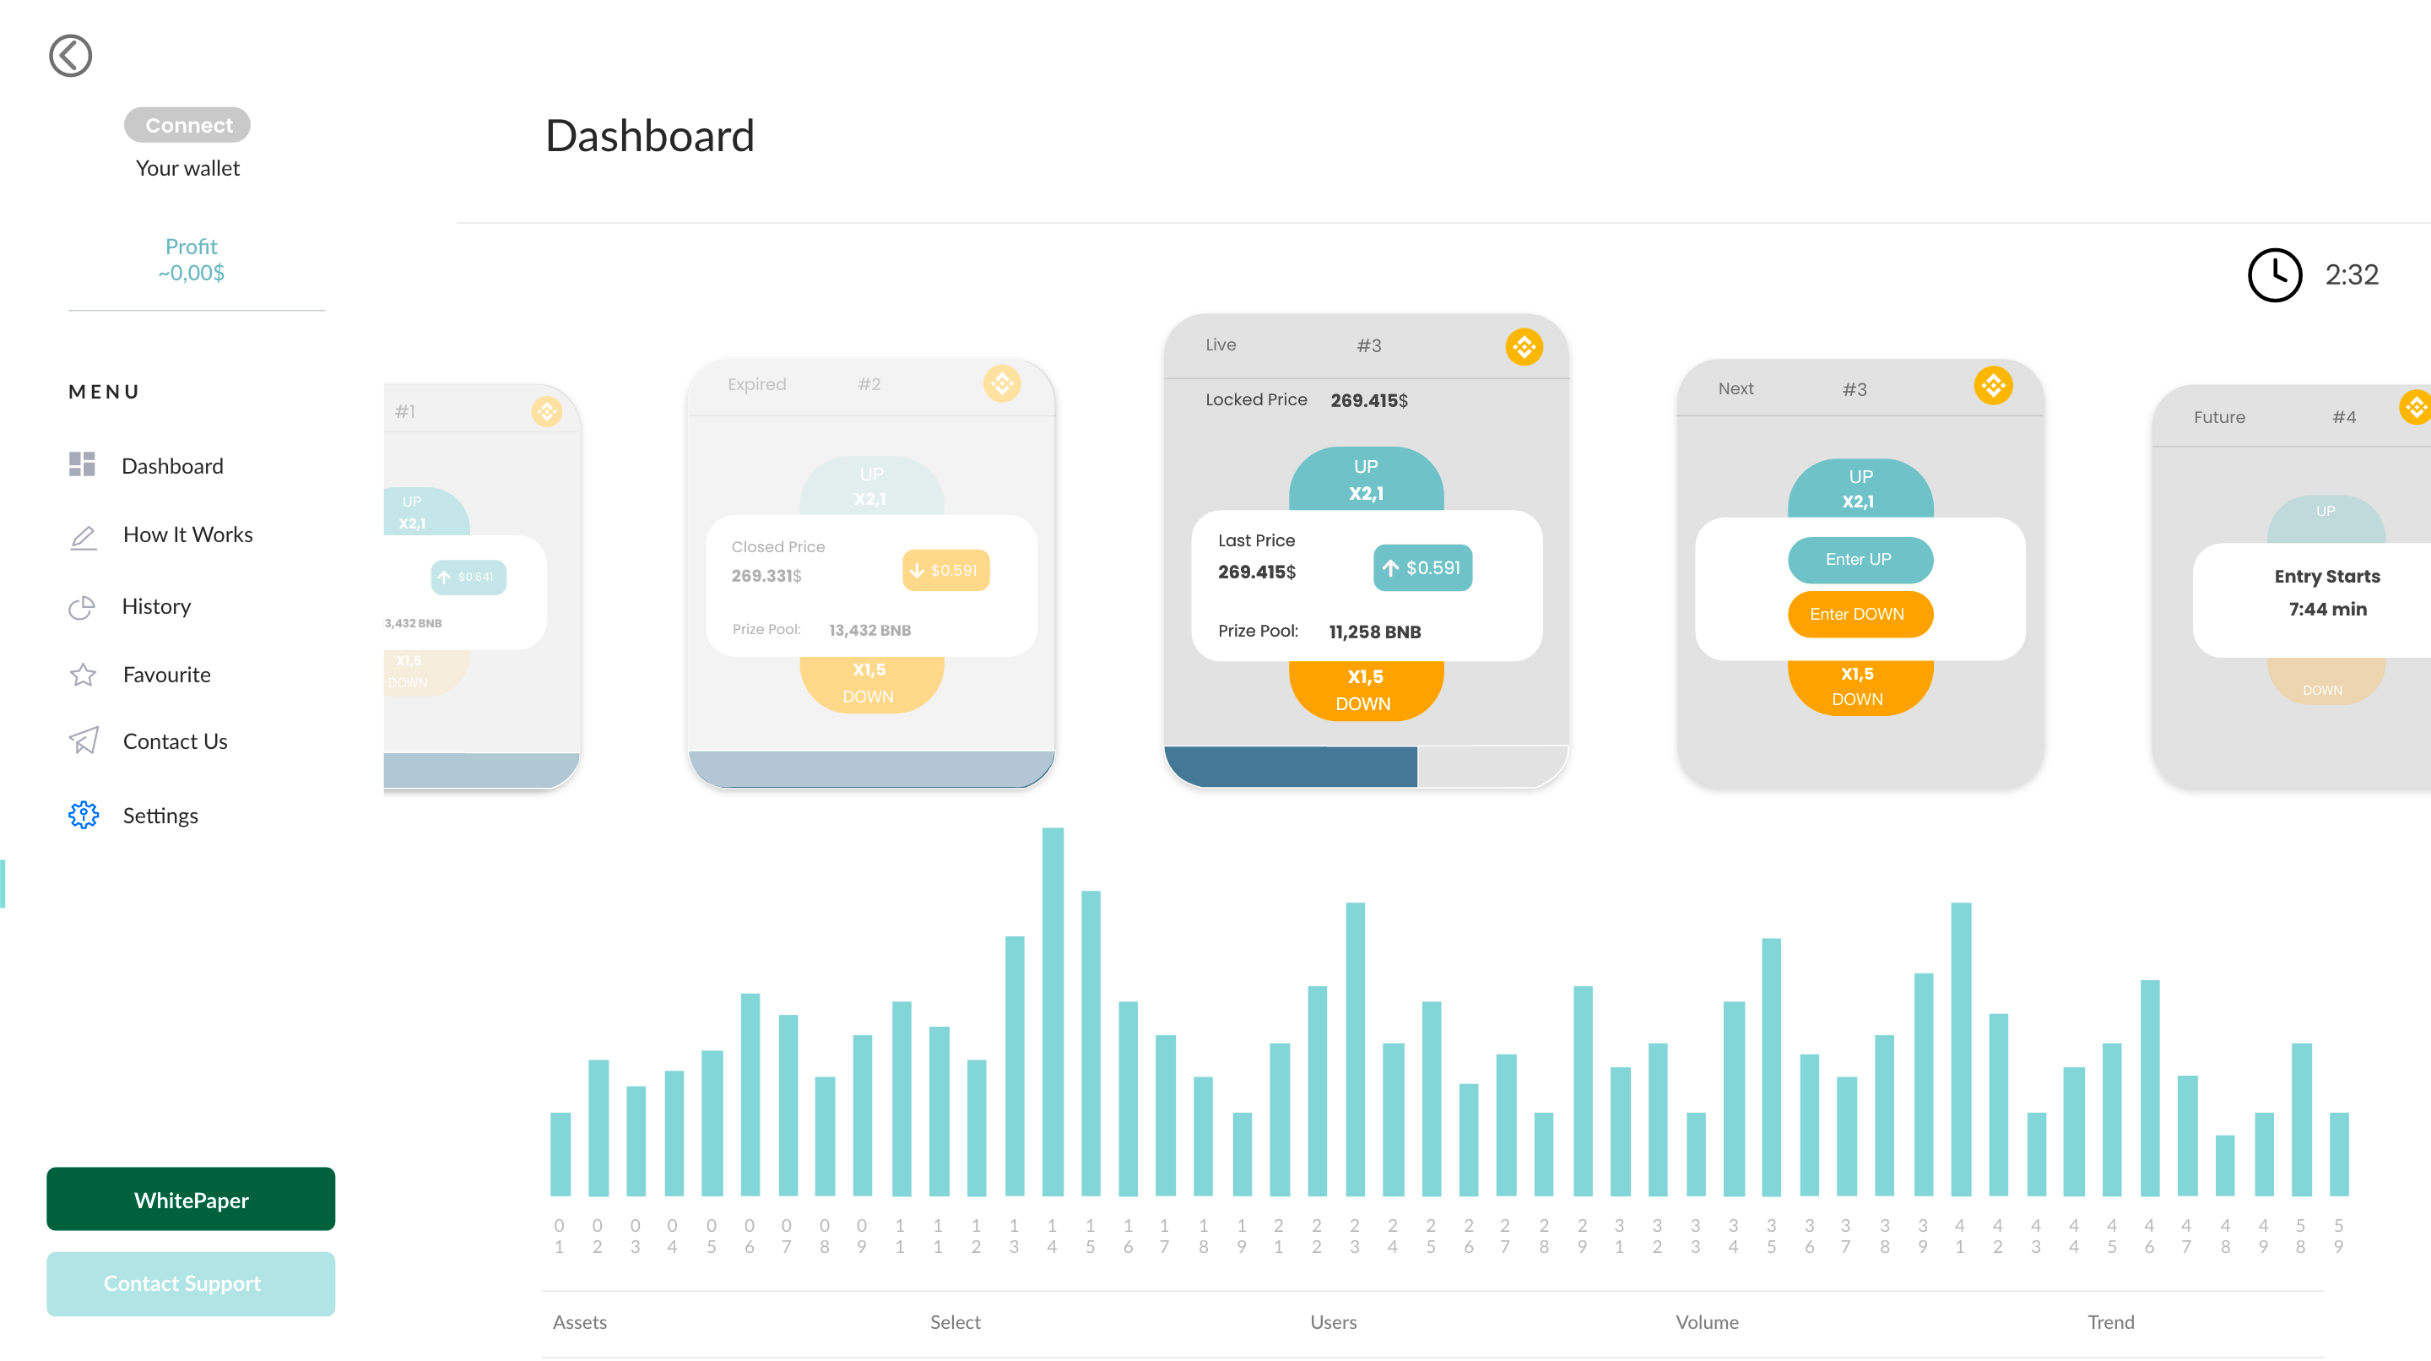 Connect
Your wallet
Profit
~0,00$
MENU
Dashboard
How It Works
History
Favourite
Contact Us
Settings
WhitePaper
Contact Support
Dashboard
2:32
#1
UP
X2,1
$0.641
13,432 BNB
X1,5
DOWN
Expired #2
UP
X2,1
Closed Price
269.331$
$0.591
Prize Pool: 13,432 BNB
X1,5
DOWN
Live #3
Locked Price 269.415$
UP
X2,1
Last Price
269.415$
$0.591
Prize Pool: 11,258 BNB
X1,5
DOWN
Next #3
UP
X2,1
Enter UP
Enter DOWN
X1,5
DOWN
Future #4
UP
Entry Starts
7:44 min
DOWN
01 02 03 04 05 06 07 08 09 11 11 12 13 14 15 16 17 18 19 21 22 23 24 25 26 27 28 29 31 32 33 34 35 36 37 38 39 41 42 43 44 45 46 47 48 49 58 59
Assets Select Users Volume Trend